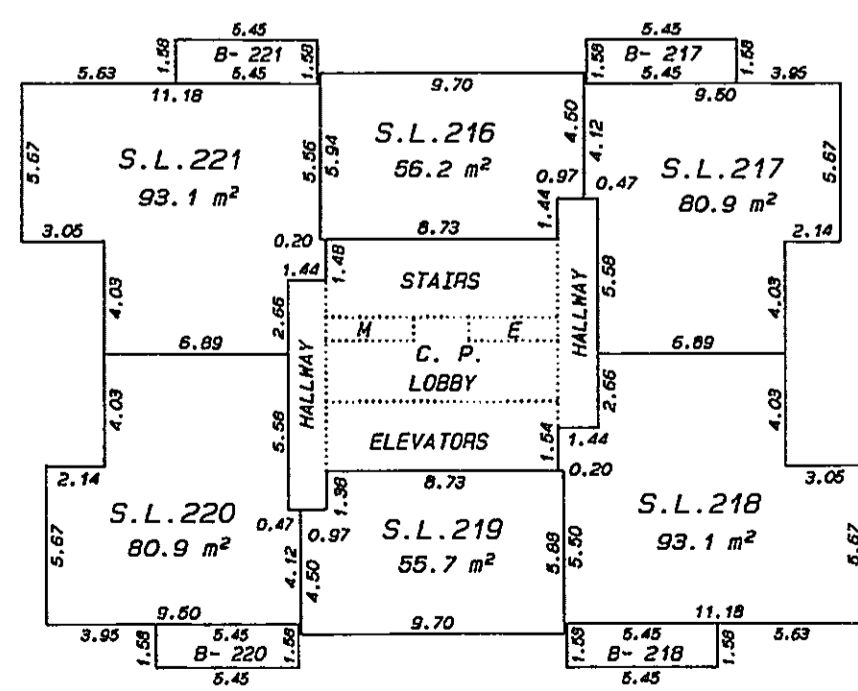 5.45 5.45
1.58 B- 221 1.58 1.58 B- 217 1.58
5.63 5.45 9.70 5.45 3.95
11.18 9.50
5.67 S.L.221 5.56 5.94 S.L.216 4.50 4.12 S.L.217 5.67
93.1 m² 56.2 m² 80.9 m²
0.97 0.47
1.44
3.05 0.20 8.73 2.14
1.48 STAIRS
4.03 1.44 5.58
2.66 HALLWAY M E HALLWAY
C. P.
6.89 6.89
LOBBY 2.66
4.03 5.58 4.03
ELEVATORS 1.54 1.44
2.14 8.73 0.20 3.05
1.38
5.67 S.L.220 0.47 0.97 S.L.219 5.88 5.50 S.L.218 5.67
80.9 m² 4.12 4.50 55.7 m² 93.1 m²
9.50 11.18
3.95 5.45 9.70 5.45 5.63
1.58 B- 220 1.58 1.58 B- 218 1.58
5.45 5.45